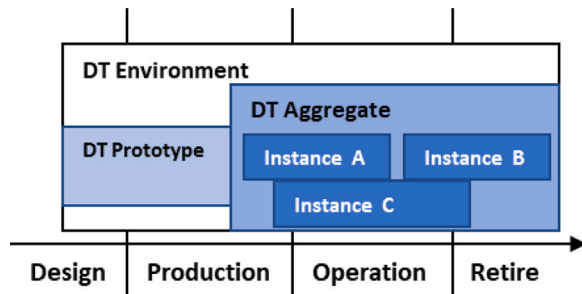 DT Environment
DT Aggregate
DT Prototype
Instance A
Instance B
Instance C
Design
Production
Operation
Retire